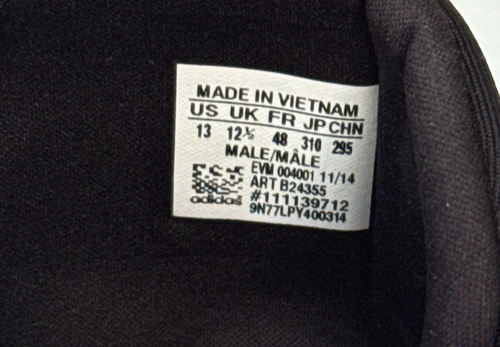 MADE IN VIETNAM
US UK FR JP CHN
13 12½ 48 310 295
MALE/MÂLE
EVM 004001 11/14
ART B24355
#111139712
adidas 9N77LPY400314